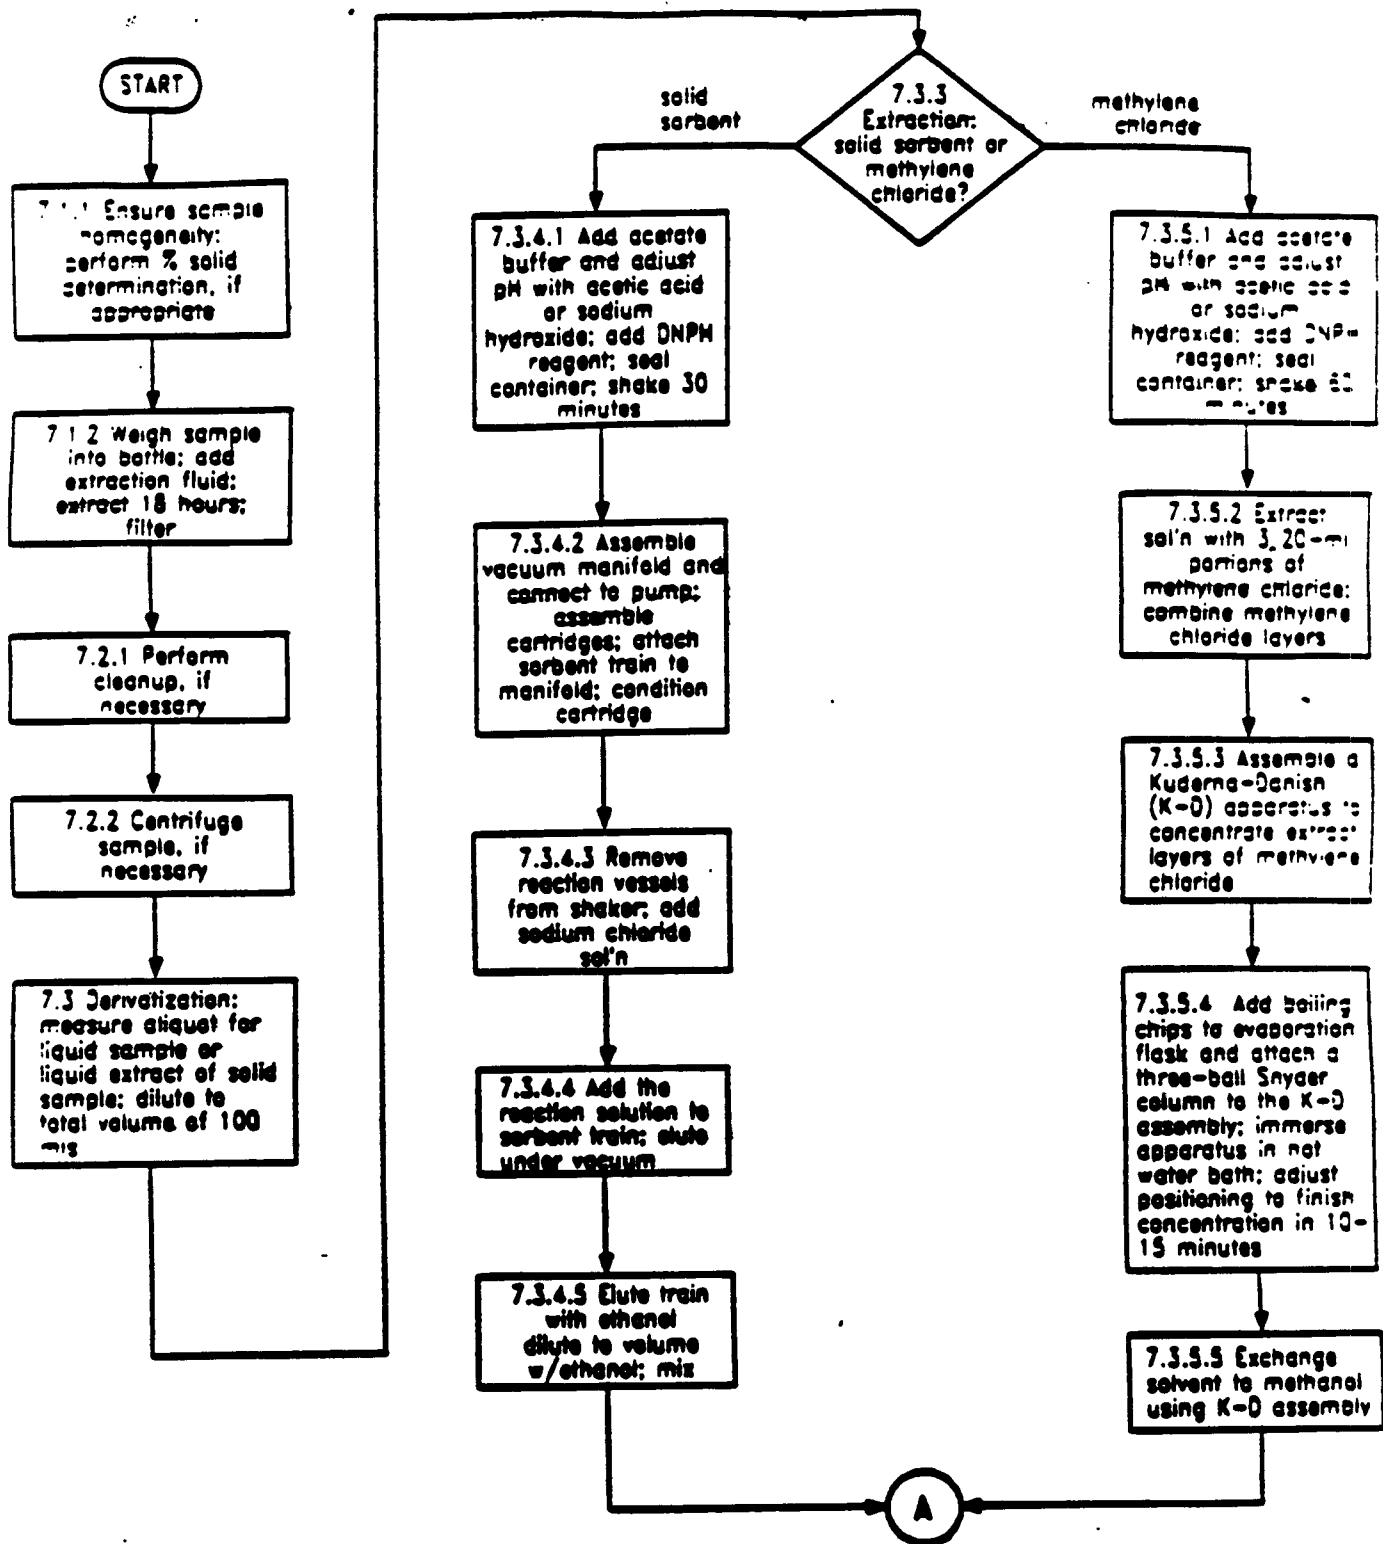 START
7.1.1 Ensure sample
homogeneity:
perform % solid
determination, if
appropriate
7.1.2 Weigh sample
into bottle; add
extraction fluid;
extract 18 hours;
filter
7.2.1 Perform
cleanup, if
necessary
7.2.2 Centrifuge
sample, if
necessary
7.3 Derivatization:
measure aliquot for
liquid sample or
liquid extract of solid
sample; dilute to
total volume of 100
mls
7.3.3
Extraction:
solid sorbent or
methylene
chloride?
solid
sorbent
7.3.4.1 Add acetate
buffer and adjust
pH with acetic acid
or sodium
hydroxide; add DNPH
reagent; seal
container; shake 30
minutes
7.3.4.2 Assemble
vacuum manifold and
connect to pump;
assemble
cartridges; attach
sorbent train to
manifold; condition
cartridge
7.3.4.3 Remove
reaction vessels
from shaker; add
sodium chloride
sol'n
7.3.4.4 Add the
reaction solution to
sorbent train; elute
under vacuum
7.3.4.5 Elute train
with ethanol
dilute to volume
w/ethanol; mix
methylene
chloride
7.3.5.1 Add acetate
buffer and adjust
pH with acetic acid
or sodium
hydroxide; add DNPH
reagent; seal
container; shake 60
minutes
7.3.5.2 Extract
sol'n with 3, 20-ml
portions of
methylene chloride;
combine methylene
chloride layers
7.3.5.3 Assemble a
Kuderna-Danish
(K-D) apparatus to
concentrate extract
layers of methylene
chloride
7.3.5.4 Add boiling
chips to evaporation
flask and attach a
three-ball Snyder
column to the K-D
assembly; immerse
apparatus in hot
water bath; adjust
positioning to finish
concentration in 10-
15 minutes
7.3.5.5 Exchange
solvent to methanol
using K-D assembly
A